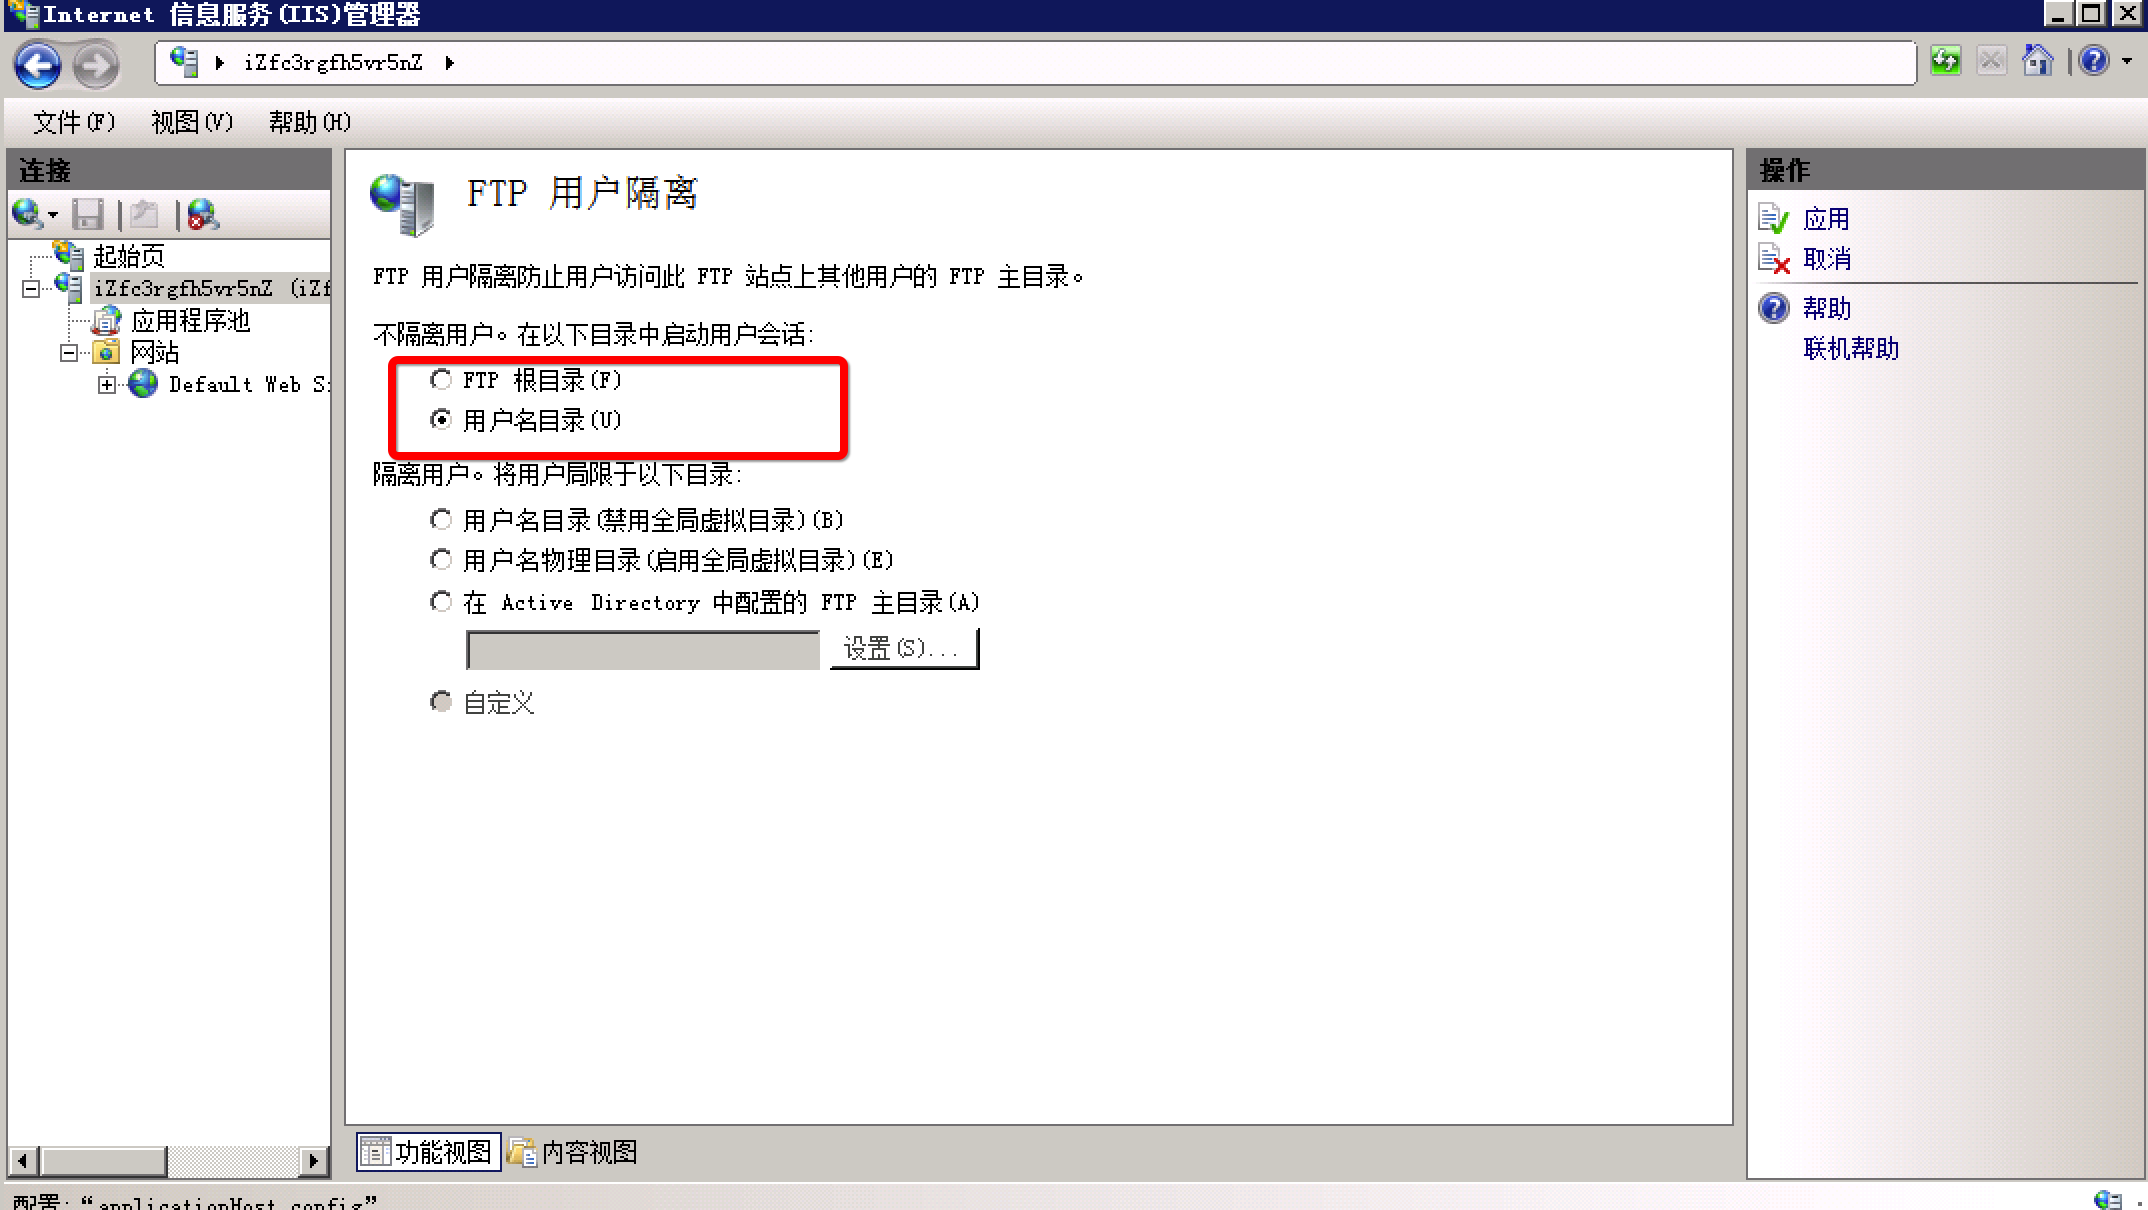 Internet 信息服务(IIS)管理器
iZfc3rgfh5vr5nZ
文件(F) 视图(V) 帮助(H)
连接
起始页
iZfc3rgfh5vr5nZ (iZf
应用程序池
网站
Default Web S
FTP 用户隔离
FTP 用户隔离防止用户访问此 FTP 站点上其他用户的 FTP 主目录。
不隔离用户。在以下目录中启动用户会话:
FTP 根目录(F)
用户名目录(U)
隔离用户。将用户局限于以下目录:
用户名目录(禁用全局虚拟目录)(B)
用户名物理目录(启用全局虚拟目录)(E)
在 Active Directory 中配置的 FTP 主目录(A)
设置(S)...
自定义
功能视图 内容视图
操作
应用
取消
帮助
联机帮助
配置:“applicationHost.config”